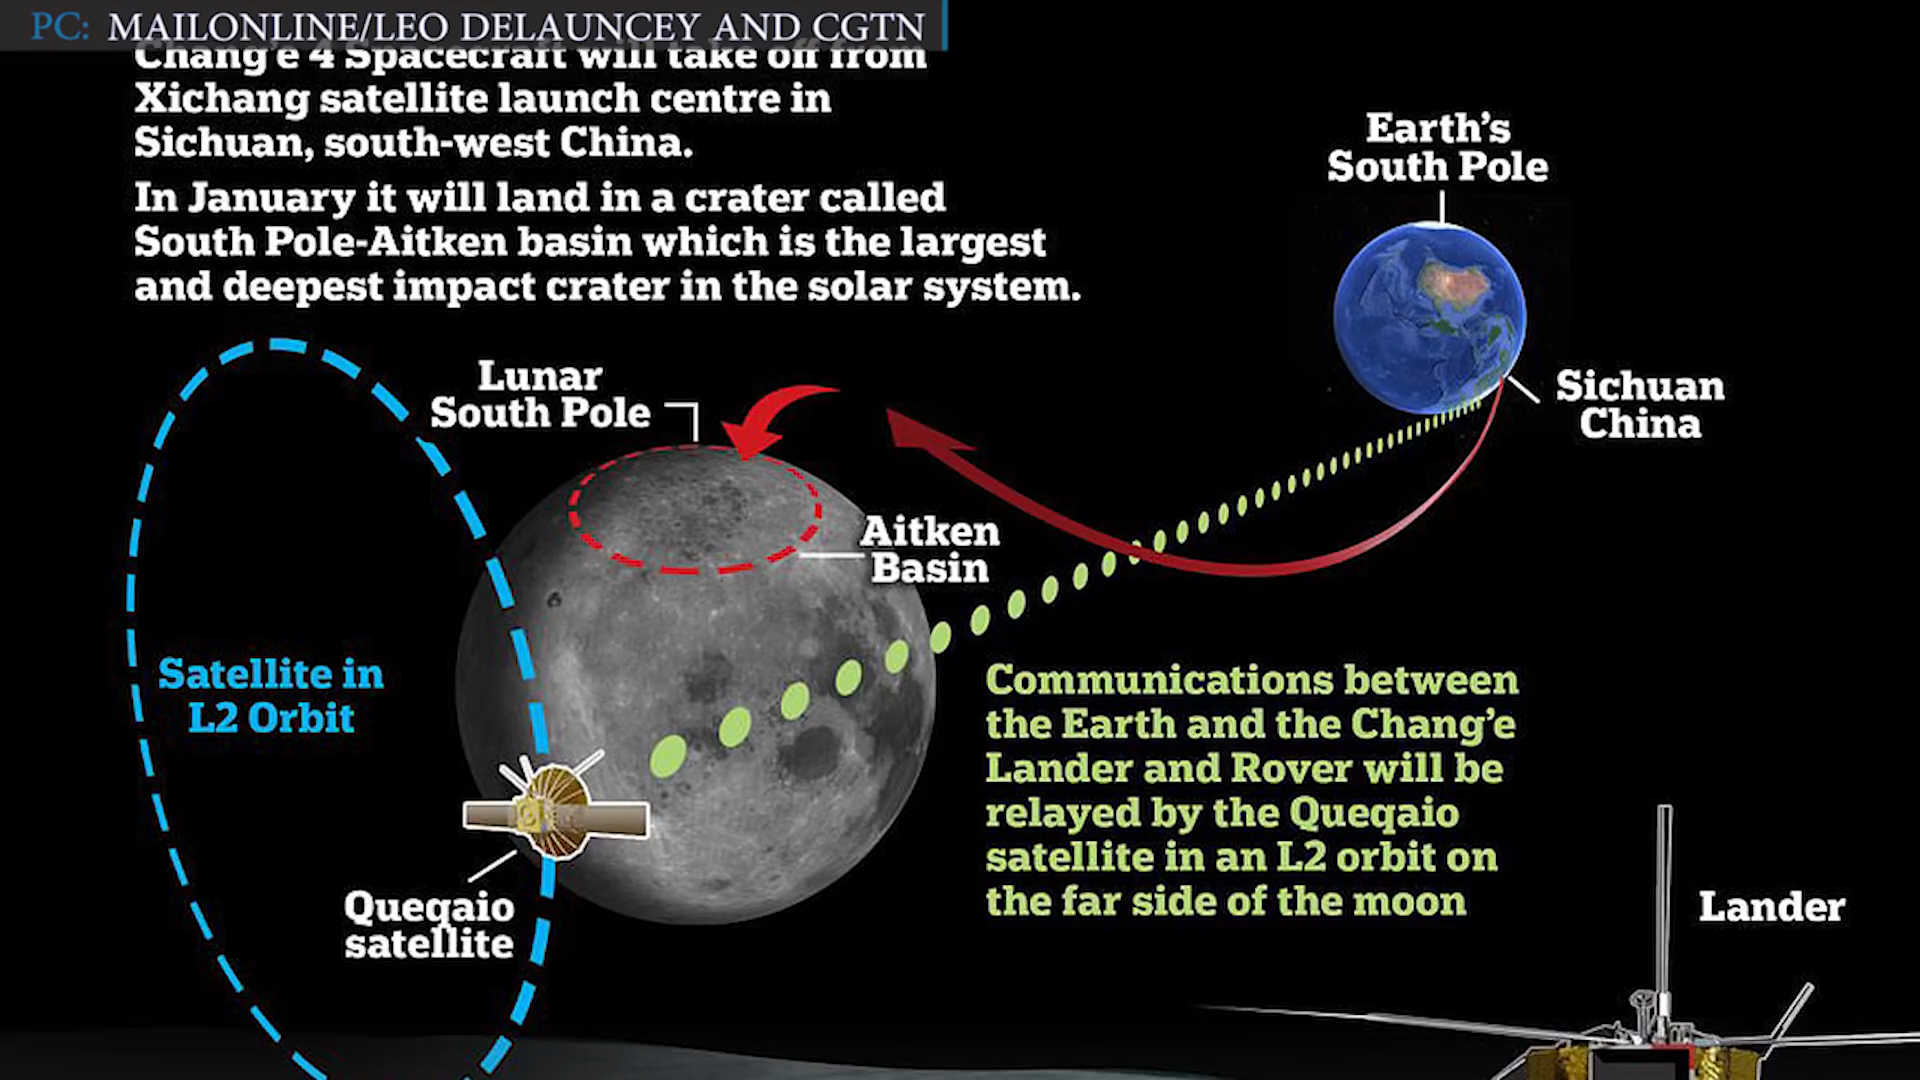 PC: MAILONLINE/LEO DELAUNCEY AND CGTN
Chang'e 4 Spacecraft will take off from
Xichang satellite launch centre in
Sichuan, south-west China.
In January it will land in a crater called
South Pole-Aitken basin which is the largest
and deepest impact crater in the solar system.
Earth's
South Pole
Sichuan
China
Lunar
South Pole
Aitken
Basin
Satellite in
L2 Orbit
Queqaio
satellite
Communications between
the Earth and the Chang'e
Lander and Rover will be
relayed by the Queqaio
satellite in an L2 orbit on
the far side of the moon
Lander